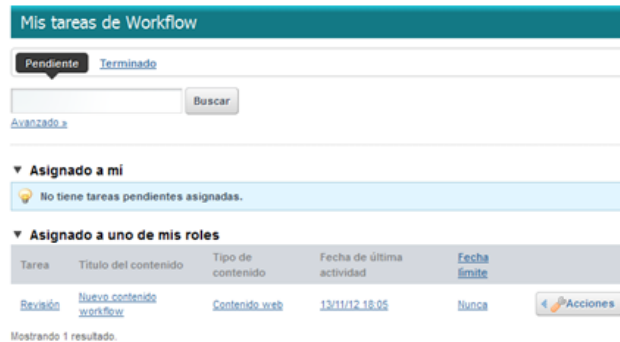 Mis tareas de Workflow
Pendiente Terminado
Buscar
Avanzado »
Asignado a mí
No tiene tareas pendientes asignadas.
Asignado a uno de mis roles
Tarea Título del contenido Tipo de contenido Fecha de última actividad Fecha límite
Revisión Nuevo contenido workflow Contenido web 13/11/12 18:05 Nunca Acciones
Mostrando 1 resultado.